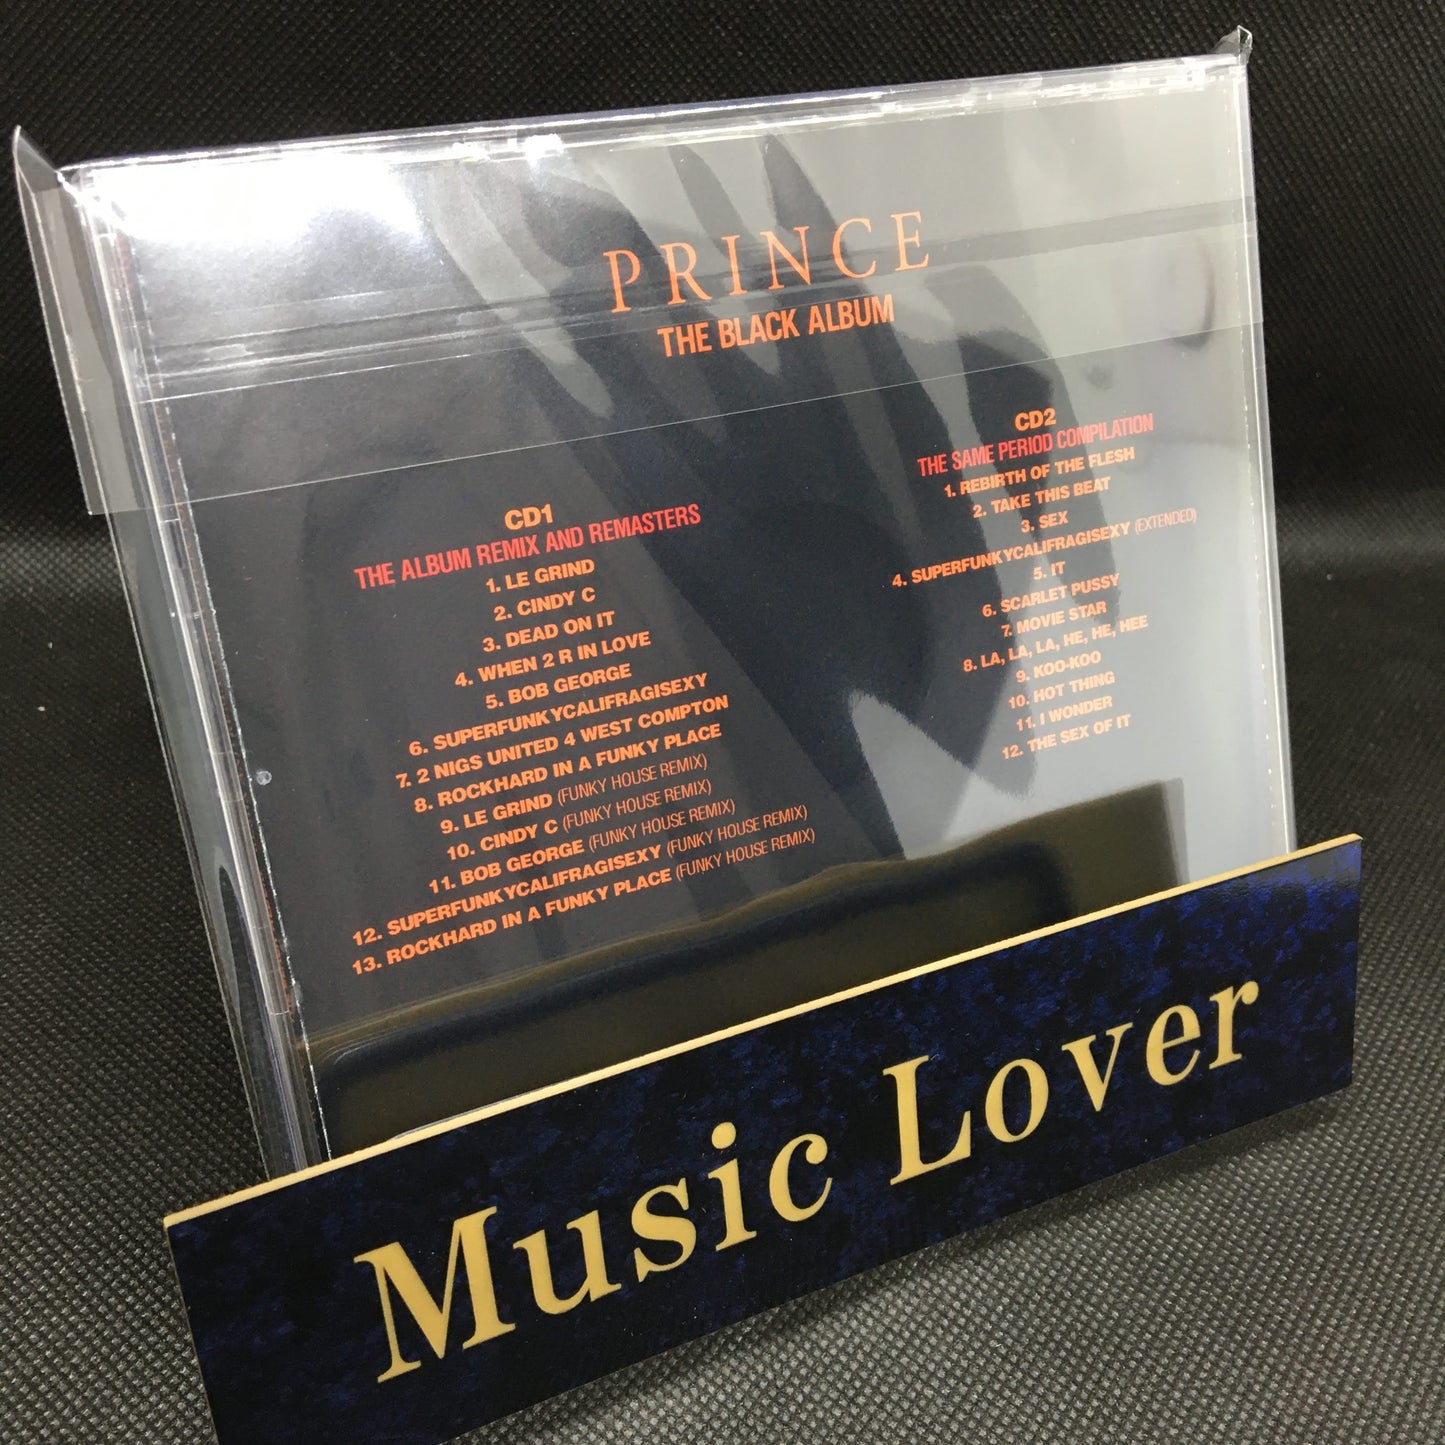 PRINCE
THE BLACK ALBUM
CD1
THE ALBUM REMIX AND REMASTERS
1. LE GRIND
2. CINDY C
3. DEAD ON IT
4. WHEN 2 R IN LOVE
5. BOB GEORGE
6. SUPERFUNKYCALIFRAGISEXY
7. 2 NIGS UNITED 4 WEST COMPTON
8. ROCKHARD IN A FUNKY PLACE
9. LE GRIND (FUNKY HOUSE REMIX)
10. CINDY C (FUNKY HOUSE REMIX)
11. BOB GEORGE (FUNKY HOUSE REMIX)
12. SUPERFUNKYCALIFRAGISEXY (FUNKY HOUSE REMIX)
13. ROCKHARD IN A FUNKY PLACE (FUNKY HOUSE REMIX)
CD2
THE SAME PERIOD COMPILATION
1. REBIRTH OF THE FLESH
2. TAKE THIS BEAT
3. SEX
4. SUPERFUNKYCALIFRAGISEXY (EXTENDED)
5. IT
6. SCARLET PUSSY
7. MOVIE STAR
8. LA, LA, LA, HE, HE, HEE
9. KOO-KOO
10. HOT THING
11. I WONDER
12. THE SEX OF IT
Music Lover